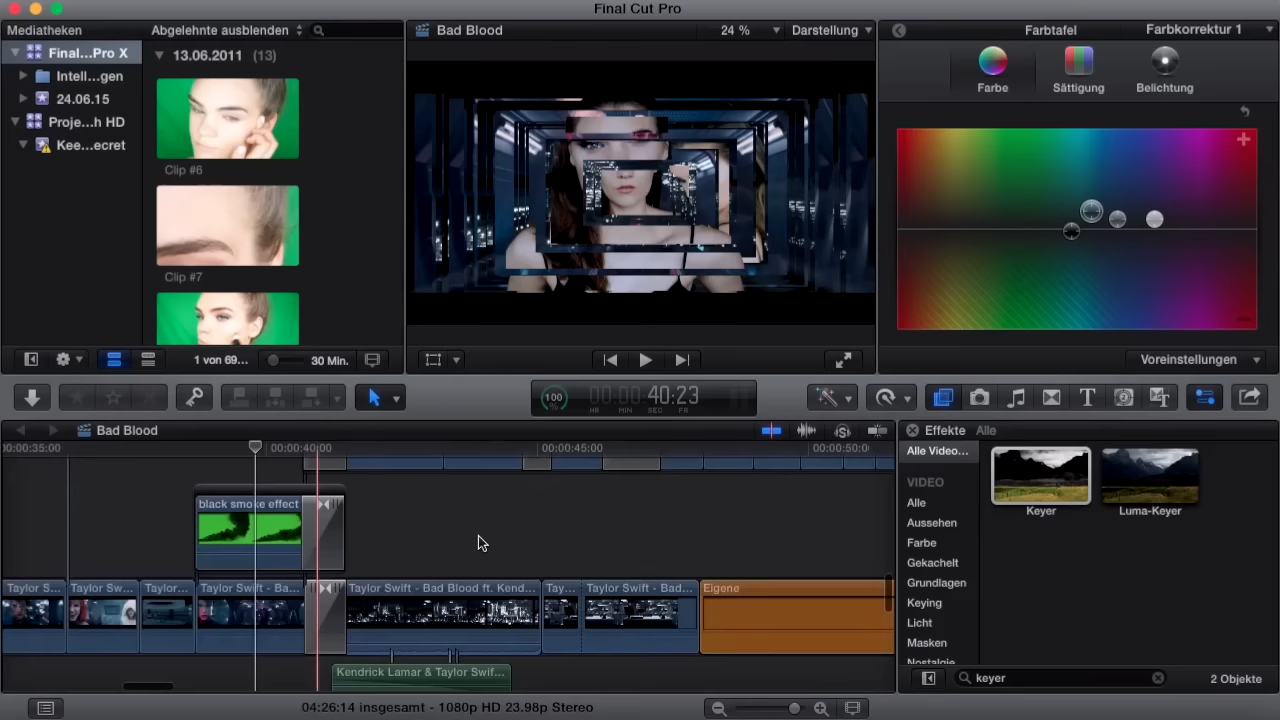 Final Cut Pro
Mediatheken
Abgelehnte ausblenden
Bad Blood
24 %
Darstellung
Farbtafel
Farbkorrektur 1
Final...Pro X
Intell...gen
24.06.15
Proje...h HD
Kee...ecret
13.06.2011 (13)
Clip #6
Clip #7
Farbe
Sättigung
Belichtung
1 von 69...
30 Min.
Voreinstellungen
100
%
40:23
HR MIN SEC FR
T
Bad Blood
00:00:35:00
00:00:40:00
00:00:45:00
00:00:50:0
black smoke effect
Taylor S...
Taylor Sw...
Taylor...
Taylor Swift - Ba...
Taylor Swift - Bad Blood ft. Kend...
Tay...
Taylor Swift - Bad...
Eigene
Kendrick Lamar & Taylor Swif...
Effekte
Alle
Alle Video...
VIDEO
Alle
Aussehen
Farbe
Gekachelt
Grundlagen
Keying
Licht
Masken
Nostalgie
Keyer
Luma-Keyer
keyer
2 Objekte
04:26:14 insgesamt - 1080p HD 23.98p Stereo